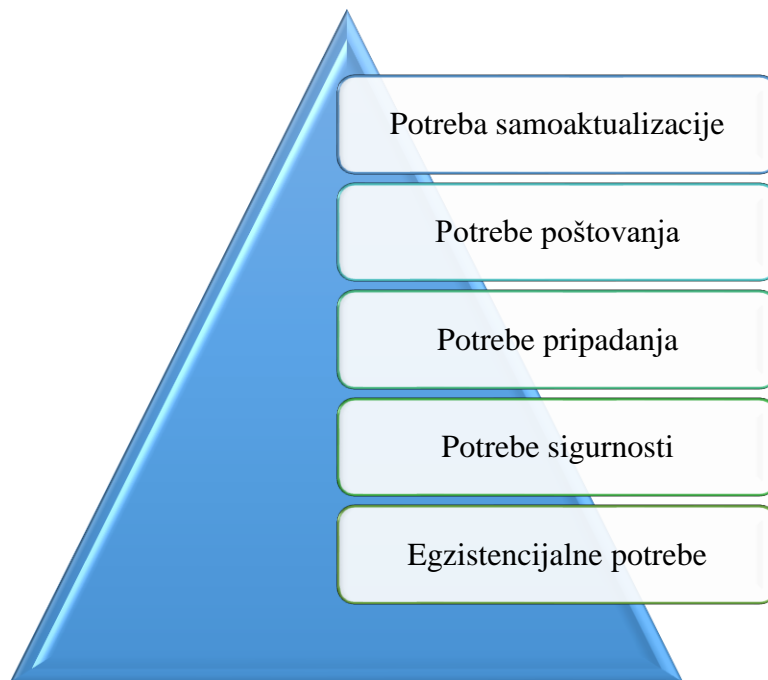 Potreba samoaktualizacije
Potrebe poštovanja
Potrebe pripadanja
Potrebe sigurnosti
Egzistencijalne potrebe